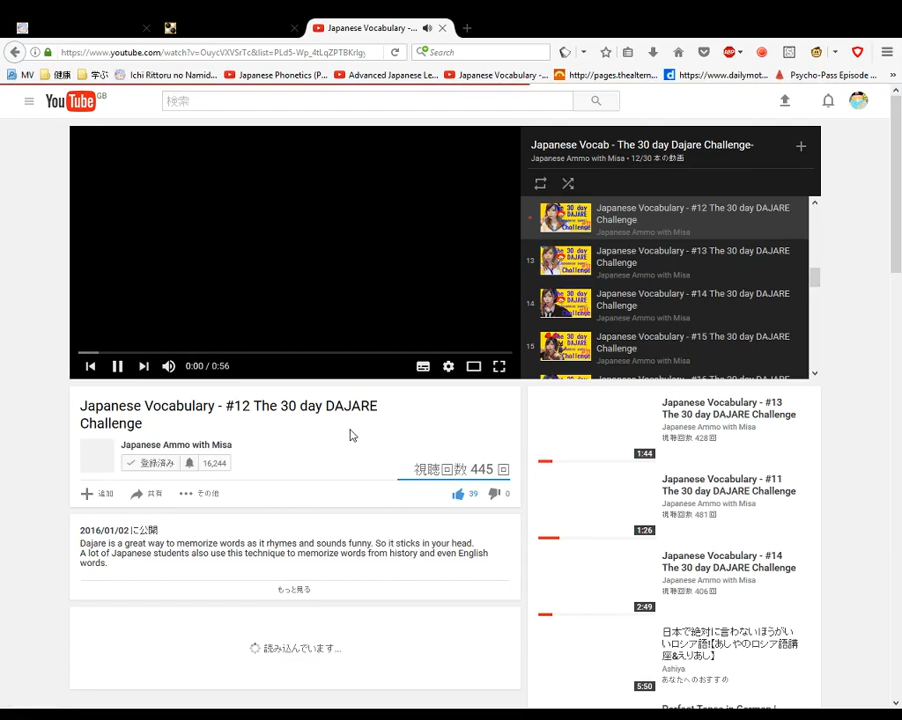 Japanese Vocabulary -...
https://www.youtube.com/watch?v=OuycVXVSrTc&list=PLd5-Wp_4tLqZPTBKrlgy
Search
ABP
MV
健康
学ぶ
Ichi Rittoru no Namid...
Japanese Phonetics (P...
Advanced Japanese Le...
Japanese Vocabulary -...
http://pages.thealtern...
https://www.dailymot...
Psycho-Pass Episode ...
YouTube GB
検索
Japanese Vocab - The 30 day Dajare Challenge-
Japanese Ammo with Misa • 12/30 本の動画
Japanese Vocabulary - #12 The 30 day DAJARE
Challenge
Japanese Ammo with Misa
13
Japanese Vocabulary - #13 The 30 day DAJARE
Challenge
Japanese Ammo with Misa
14
Japanese Vocabulary - #14 The 30 day DAJARE
Challenge
Japanese Ammo with Misa
15
Japanese Vocabulary - #15 The 30 day DAJARE
Challenge
Japanese Ammo with Misa
Japanese Vocabulary - #16 The 30 day DAJARE
0:00 / 0:56
Japanese Vocabulary - #12 The 30 day DAJARE
Challenge
Japanese Ammo with Misa
登録済み 16,244
視聴回数 445 回
追加 共有 その他
39 0
2016/01/02 に公開
Dajare is a great way to memorize words as it rhymes and sounds funny. So it sticks in your head.
A lot of Japanese students also use this technique to memorize words from history and even English
words.
もっと見る
読み込んでいます...
Japanese Vocabulary - #13
The 30 day DAJARE Challenge
Japanese Ammo with Misa
視聴回数 428 回
1:44
Japanese Vocabulary - #11
The 30 day DAJARE Challenge
Japanese Ammo with Misa
視聴回数 481 回
1:26
Japanese Vocabulary - #14
The 30 day DAJARE Challenge
Japanese Ammo with Misa
視聴回数 406 回
2:49
日本で絶対に言わないほうがい
いロシア語!【あしやのロシア語講
座&えりあし】
Ashiya
あなたへのおすすめ
5:50
Perfect Tense in German |